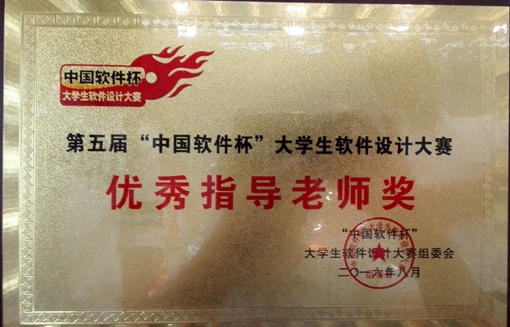 中国软件杯
大学生软件设计大赛
第五届“中国软件杯”大学生软件设计大赛
优秀指导老师奖
“中国软件杯”
大学生软件设计大赛组委会
二〇一六年八月